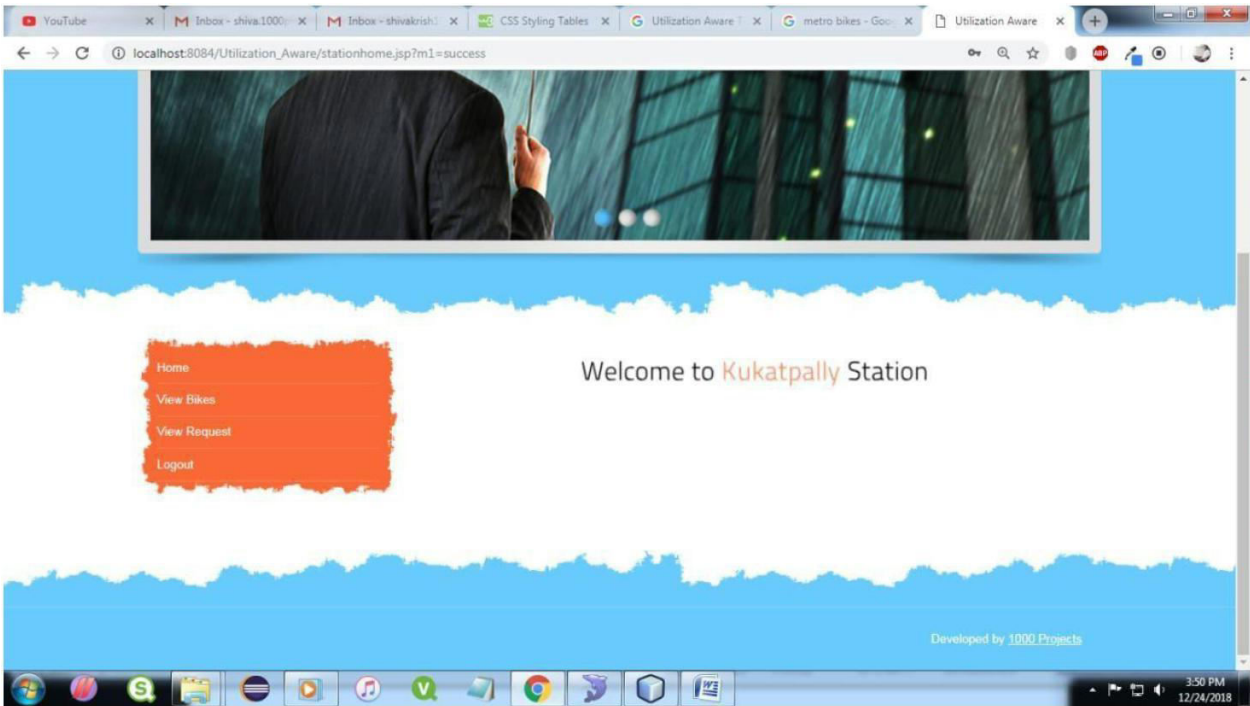 YouTube
Inbox - shiva.1000
Inbox - shivakrish
CSS Styling Tables
Utilization Aware
metro bikes - Goo
Utilization Aware
localhost:8084/Utilization_Aware/stationhome.jsp?m1=success
ABP
Home
View Bikes
View Request
Logout
Welcome to Kukatpally Station
Developed by 1000 Projects
3:50 PM
12/24/2018